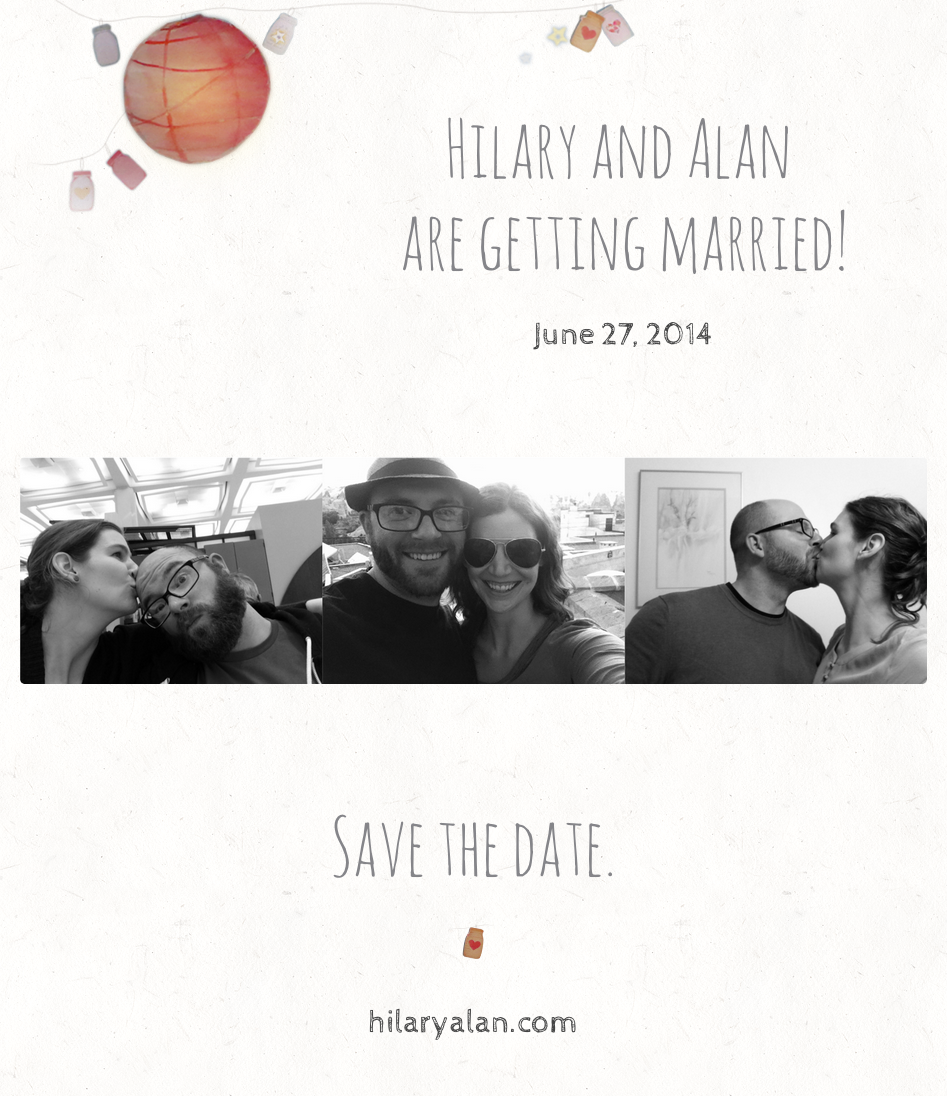 Hilary and Alan
are getting married!
June 27, 2014
Save the date.
hilaryalan.com